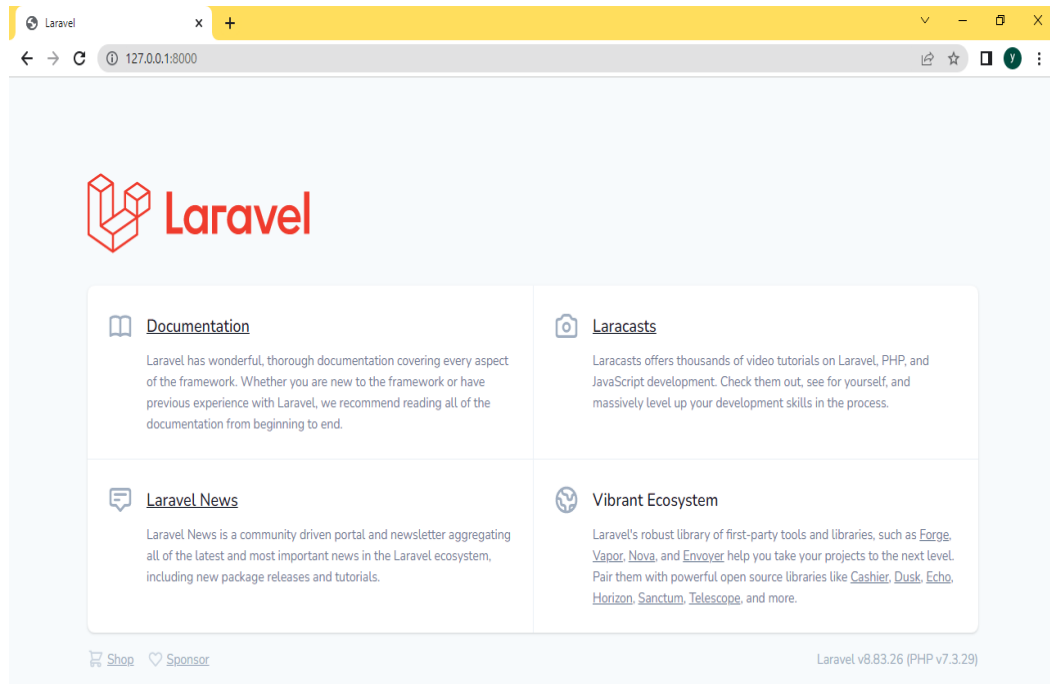 Laravel
127.0.0.1:8000
y
Laravel
Documentation
Laravel has wonderful, thorough documentation covering every aspect
of the framework. Whether you are new to the framework or have
previous experience with Laravel, we recommend reading all of the
documentation from beginning to end.
Laracasts
Laracasts offers thousands of video tutorials on Laravel, PHP, and
JavaScript development. Check them out, see for yourself, and
massively level up your development skills in the process.
Laravel News
Laravel News is a community driven portal and newsletter aggregating
all of the latest and most important news in the Laravel ecosystem,
including new package releases and tutorials.
Vibrant Ecosystem
Laravel's robust library of first-party tools and libraries, such as Forge,
Vapor, Nova, and Envoyer help you take your projects to the next level.
Pair them with powerful open source libraries like Cashier, Dusk, Echo,
Horizon, Sanctum, Telescope, and more.
Shop Sponsor
Laravel v8.83.26 (PHP v7.3.29)